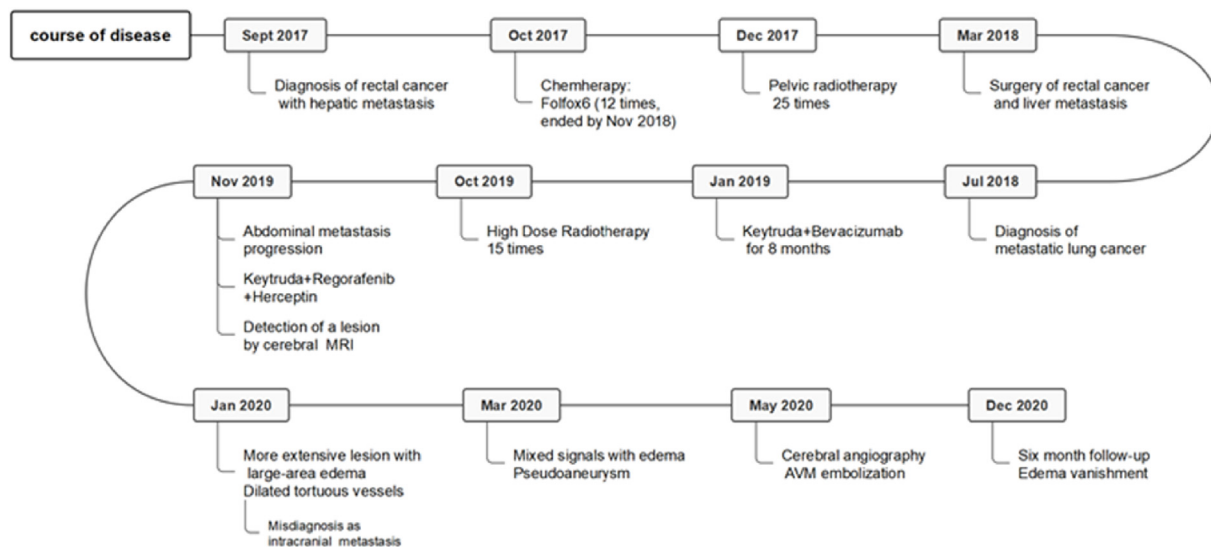 course of disease
Sept 2017
Diagnosis of rectal cancer
with hepatic metastasis
Oct 2017
Chemherapy:
Folfox6 (12 times,
ended by Nov 2018)
Dec 2017
Pelvic radiotherapy
25 times
Mar 2018
Surgery of rectal cancer
and liver metastasis
Jul 2018
Diagnosis of
metastatic lung cancer
Jan 2019
Keytruda+Bevacizumab
for 8 months
Oct 2019
High Dose Radiotherapy
15 times
Nov 2019
Abdominal metastasis
progression
Keytruda+Regorafenib
+Herceptin
Detection of a lesion
by cerebral MRI
Jan 2020
More extensive lesion with
large-area edema
Dilated tortuous vessels
Misdiagnosis as
intracranial metastasis
Mar 2020
Mixed signals with edema
Pseudoaneurysm
May 2020
Cerebral angiography
AVM embolization
Dec 2020
Six month follow-up
Edema vanishment